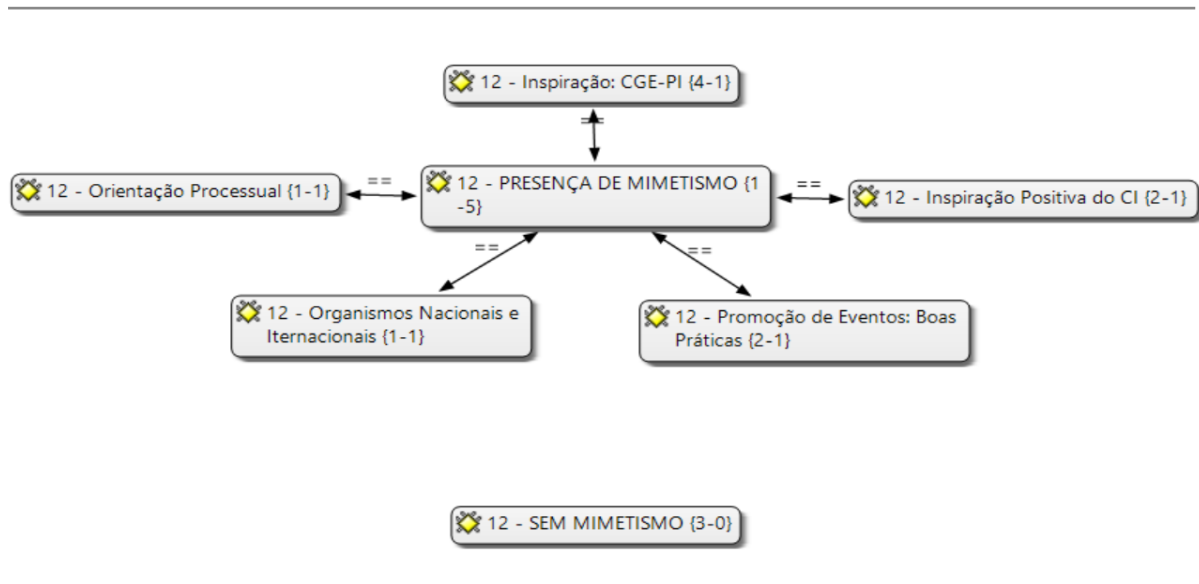 12 - Inspiração: CGE-PI {4-1}
==
12 - Orientação Processual {1-1}
==
12 - PRESENÇA DE MIMETISMO {1
-5}
==
12 - Inspiração Positiva do CI {2-1}
==
==
12 - Organismos Nacionais e
Iternacionais {1-1}
12 - Promoção de Eventos: Boas
Práticas {2-1}
12 - SEM MIMETISMO {3-0}